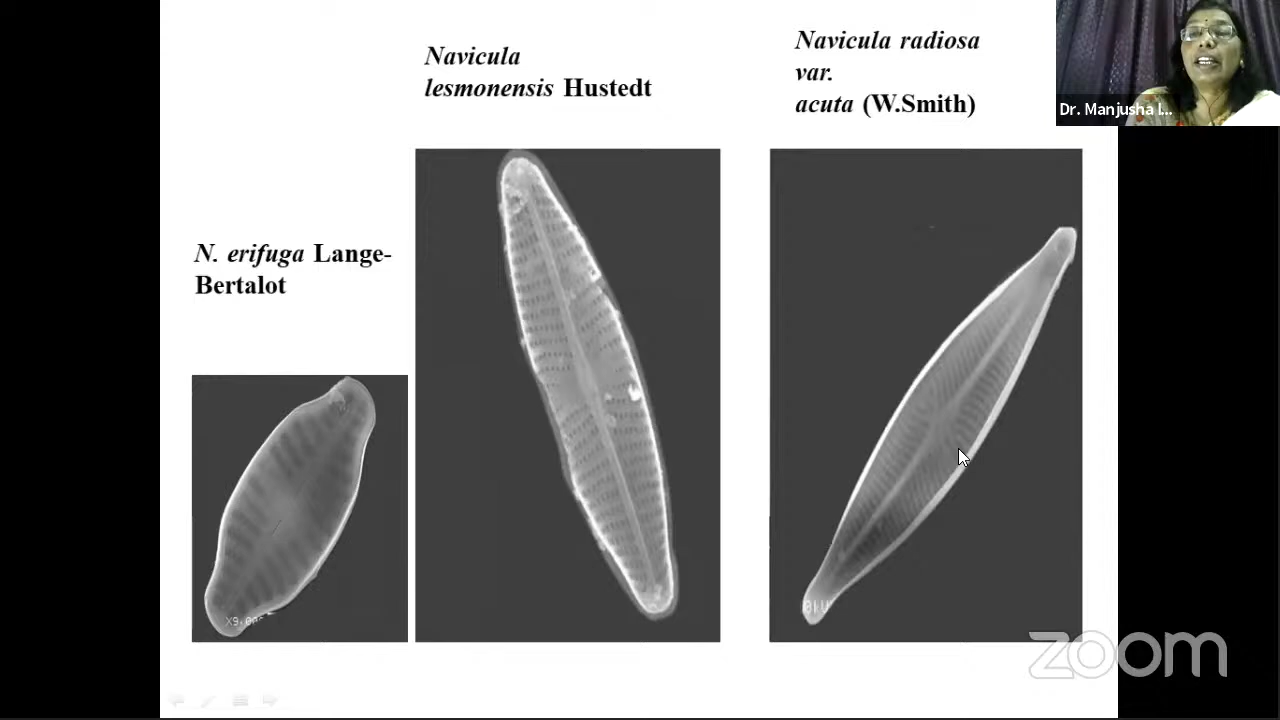 Navicula
lesmonensis Hustedt
Navicula radiosa
var.
acuta (W.Smith)
Dr. Manjusha l...
N. erifuga Lange-
Bertalot
zoom